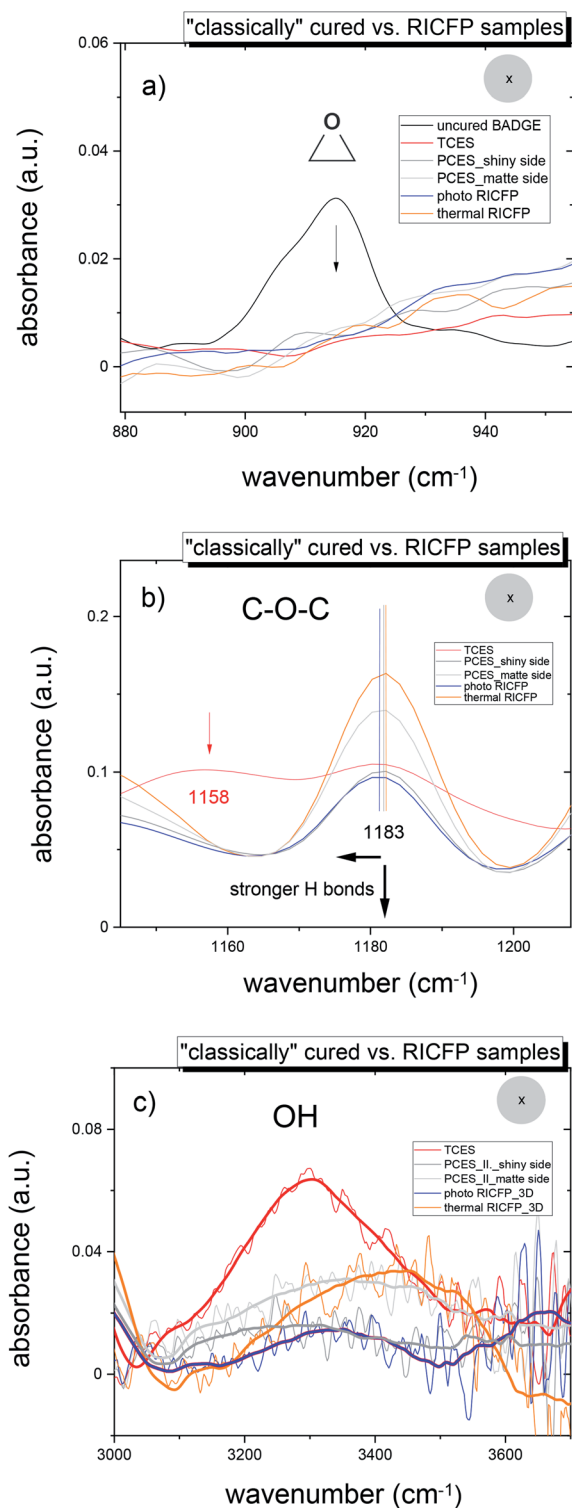 "classically" cured vs. RICFP samples
0.06
a)
x
O
uncured BADGE
TCES
PCES_shiny side
PCES_matte side
photo RICFP
thermal RICFP
0.04
0.02
0
absorbance (a.u.)
880
900
920
940
wavenumber (cm⁻¹)
"classically" cured vs. RICFP samples
b)
C-O-C
x
0.2
TCES
PCES_shiny side
PCES_matte side
photo RICFP
thermal RICFP
0.1
1158
1183
stronger H bonds
0
absorbance (a.u.)
1160
1180
1200
wavenumber (cm⁻¹)
"classically" cured vs. RICFP samples
c)
OH
x
0.08
TCES
PCES_II._shiny side
PCES_II_matte side
photo RICFP_3D
thermal RICFP_3D
0.04
0
absorbance (a.u.)
3000
3200
3400
3600
wavenumber (cm⁻¹)